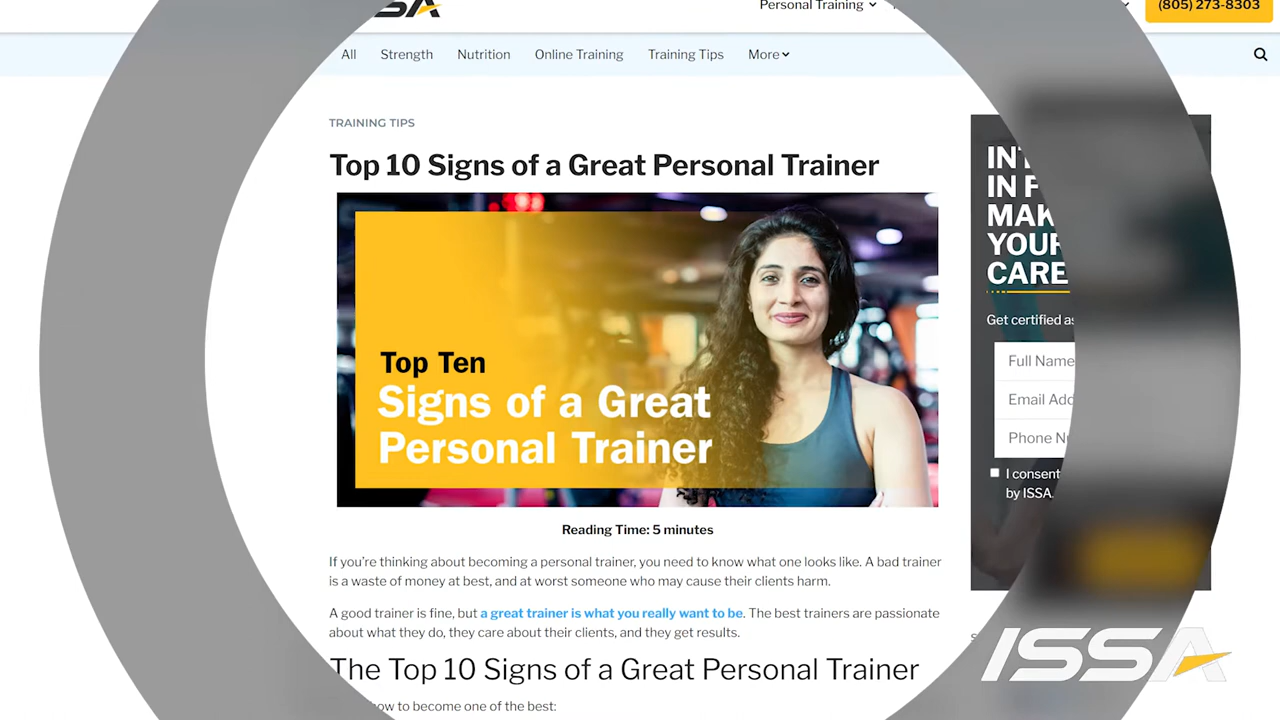 ISSA
Personal Training
(805) 273-8303
All Strength Nutrition Online Training Training Tips More
TRAINING TIPS
Top 10 Signs of a Great Personal Trainer
Top Ten
Signs of a Great
Personal Trainer
Reading Time: 5 minutes
If you're thinking about becoming a personal trainer, you need to know what one looks like. A bad trainer
is a waste of money at best, and at worst someone who may cause their clients harm.
A good trainer is fine, but a great trainer is what you really want to be. The best trainers are passionate
about what they do, they care about their clients, and they get results.
The Top 10 Signs of a Great Personal Trainer
how to become one of the best:
IN F
MAK
YOUR
CARE
Get certified as
Full Name
Email Add
Phone Nu
I consent
by ISSA.
ISSA